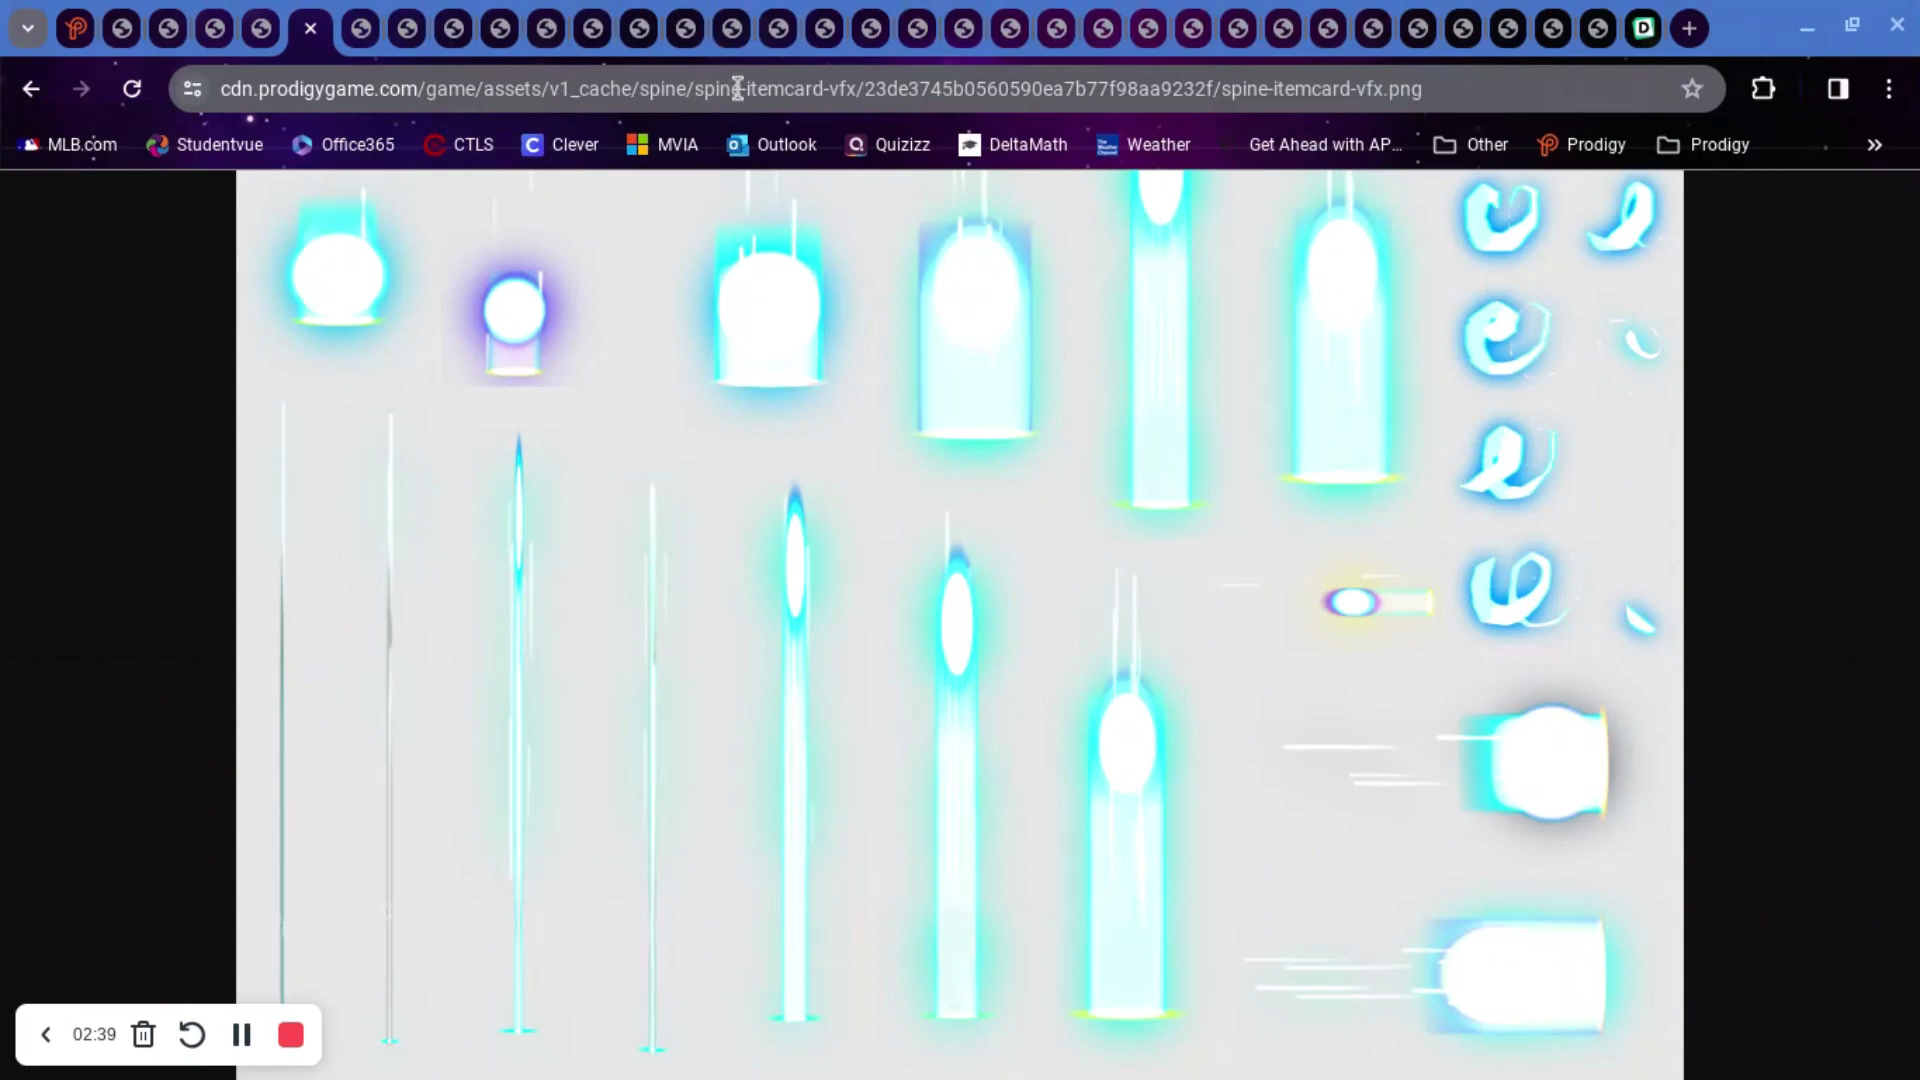 D
cdn.prodigygame.com/game/assets/v1_cache/spine/spine-itemcard-vfx/23de3745b0560590ea7b77f98aa9232f/spine-itemcard-vfx.png
MLB.com Studentvue Office365 CTLS C Clever MVIA Outlook Quizizz DeltaMath Weather Get Ahead with AP... Other Prodigy Prodigy »
02:39